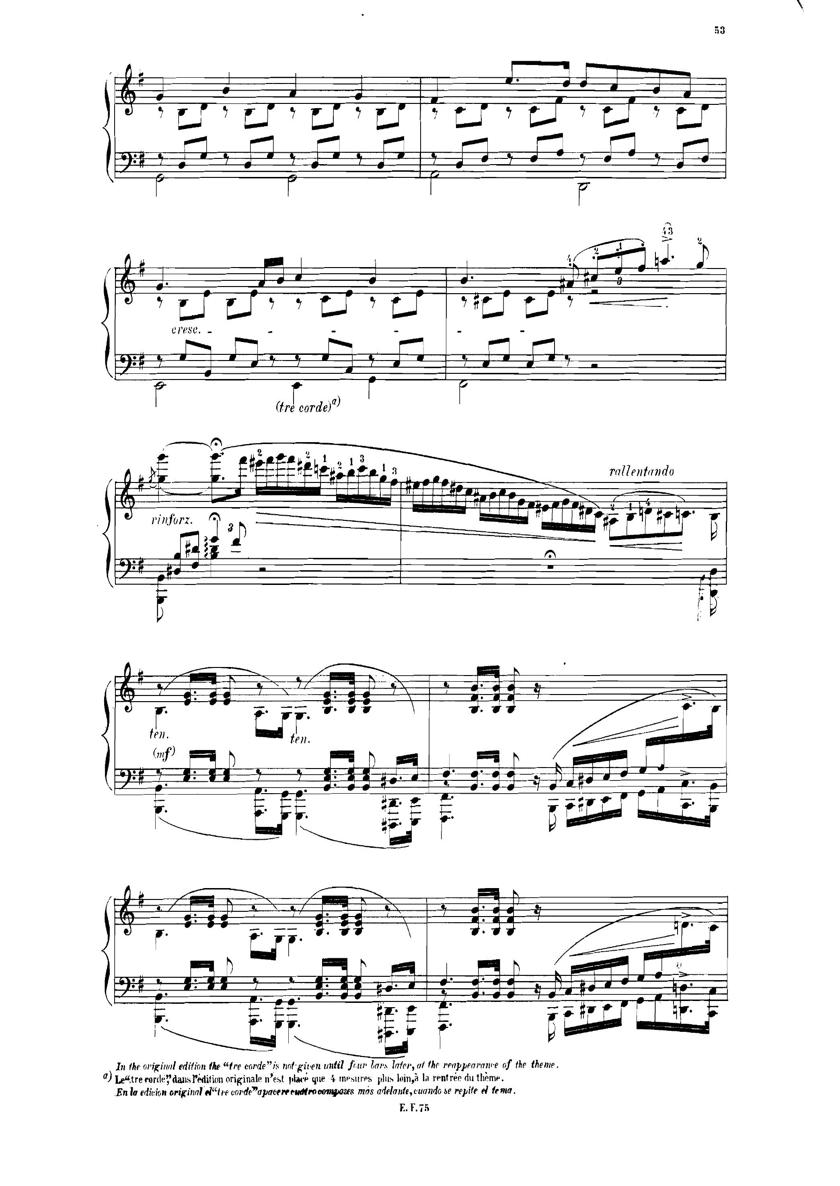 53
cresc.
(tre corde)a)
rallentando
rinforz.
ten.
ten.
(mf)
In the original edition the "tre corde" is not given until four bars later, at the reappearance of the theme.
a) Le "tre corde" dans l'édition originale n'est placé que 4 mesures plus loin, à la rentrée du thème.
En la edicion original el "tre corde" aparece cuatro compases más adelante, cuando se repite el tema.
E. F. 75